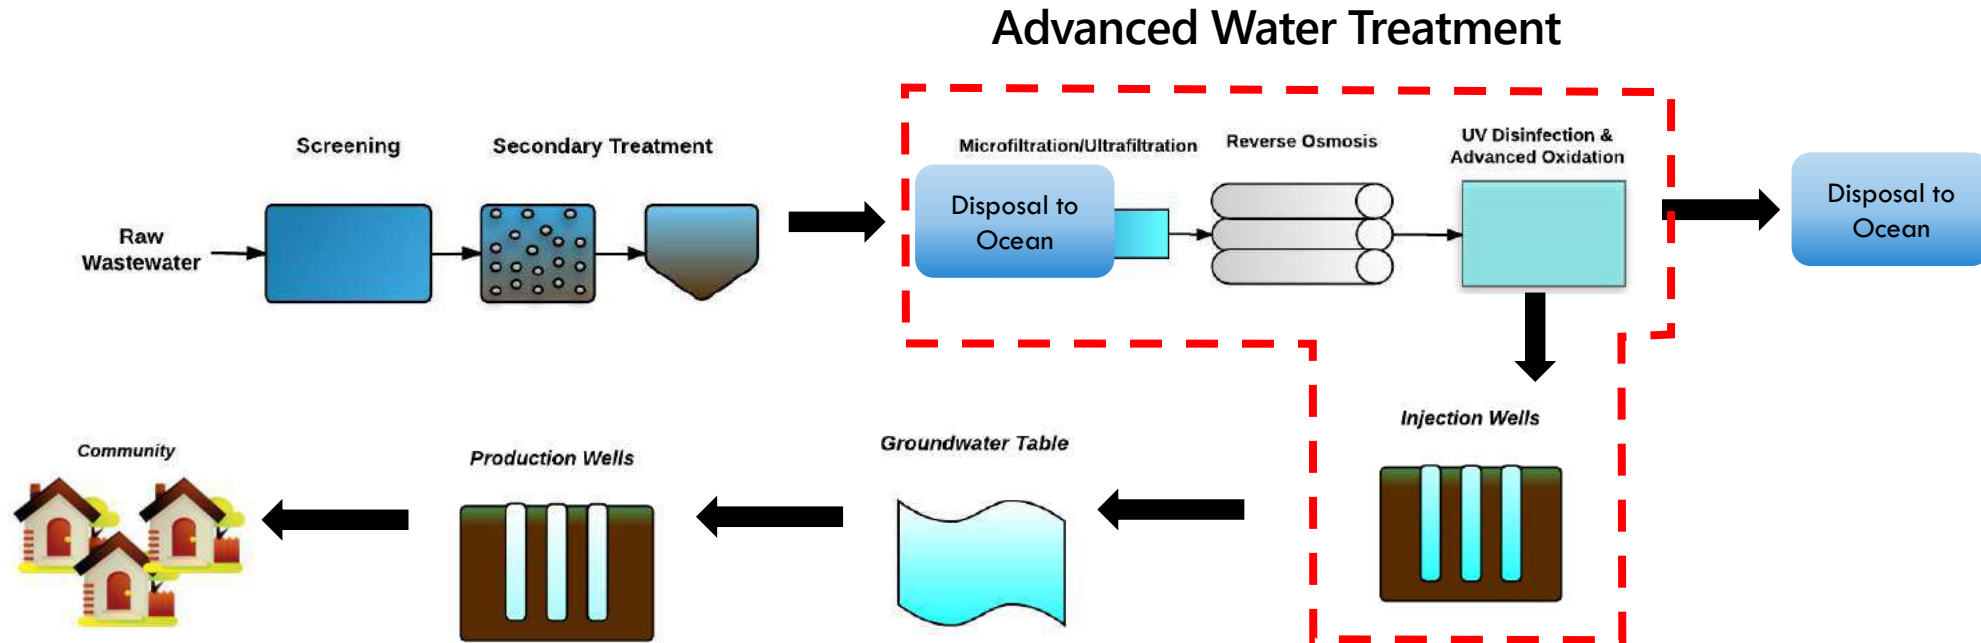 Advanced Water Treatment
Screening
Secondary Treatment
Microfiltration/Ultrafiltration
Reverse Osmosis
UV Disinfection &
Advanced Oxidation
Raw
Wastewater
Disposal to
Ocean
Disposal to
Ocean
Community
Production Wells
Groundwater Table
Injection Wells